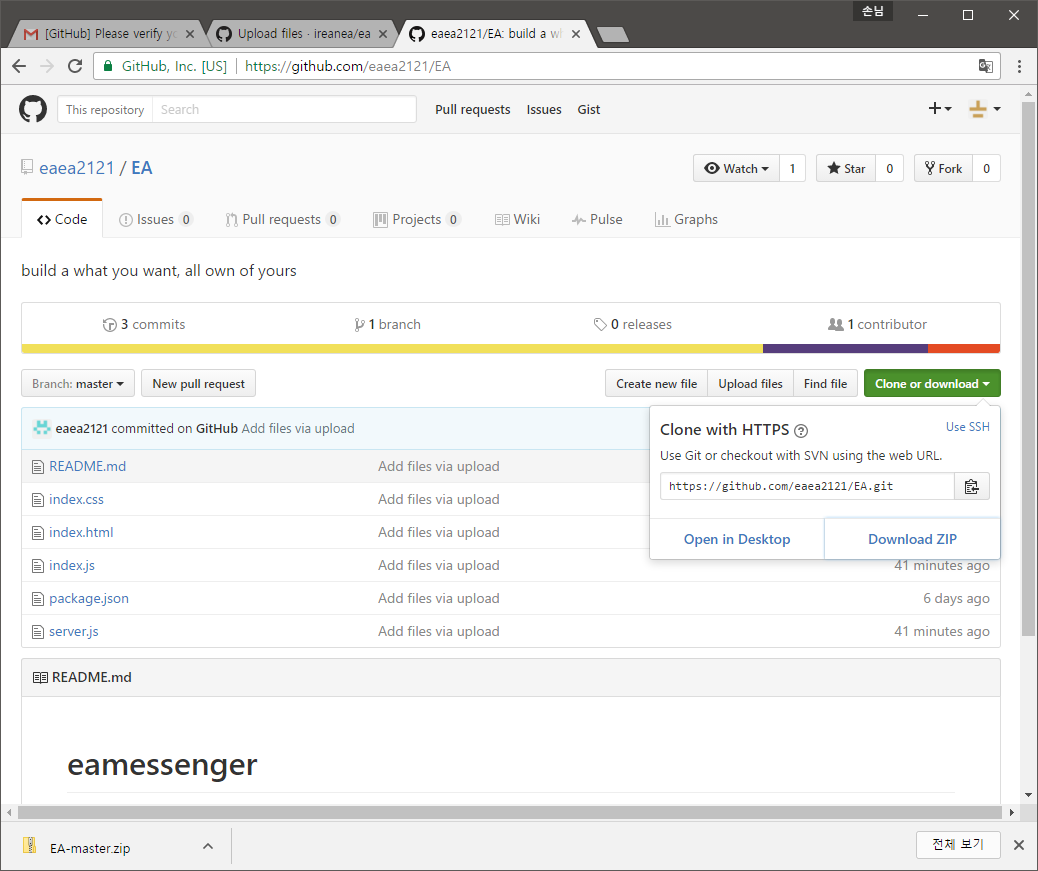 손님
[GitHub] Please verify yo
Upload files · ireanea/ea
eaea2121/EA: build a wh
GitHub, Inc. [US] https://github.com/eaea2121/EA
This repository Search Pull requests Issues Gist
eaea2121 / EA
Watch 1 Star 0 Fork 0
Code Issues 0 Pull requests 0 Projects 0 Wiki Pulse Graphs
build a what you want, all own of yours
3 commits 1 branch 0 releases 1 contributor
Branch: master New pull request Create new file Upload files Find file Clone or download
eaea2121 committed on GitHub Add files via upload
Clone with HTTPS ?
Use SSH
Use Git or checkout with SVN using the web URL.
https://github.com/eaea2121/EA.git
Open in Desktop Download ZIP
README.md Add files via upload
index.css Add files via upload
index.html Add files via upload
index.js Add files via upload 41 minutes ago
package.json Add files via upload 6 days ago
server.js Add files via upload 41 minutes ago
README.md
eamessenger
EA-master.zip 전체 보기